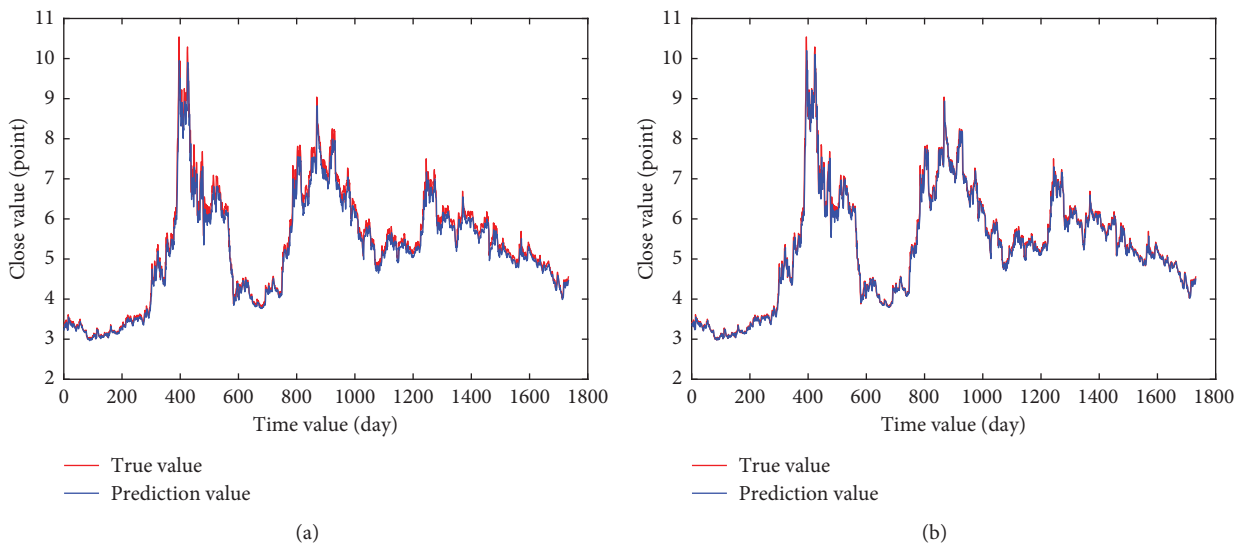 11
10
9
8
7
6
5
4
3
2
Close value (point)
0 200 400 600 800 1000 1200 1400 1600 1800
Time value (day)
True value
Prediction value
(a)
11
10
9
8
7
6
5
4
3
2
Close value (point)
0 200 400 600 800 1000 1200 1400 1600 1800
Time value (day)
True value
Prediction value
(b)